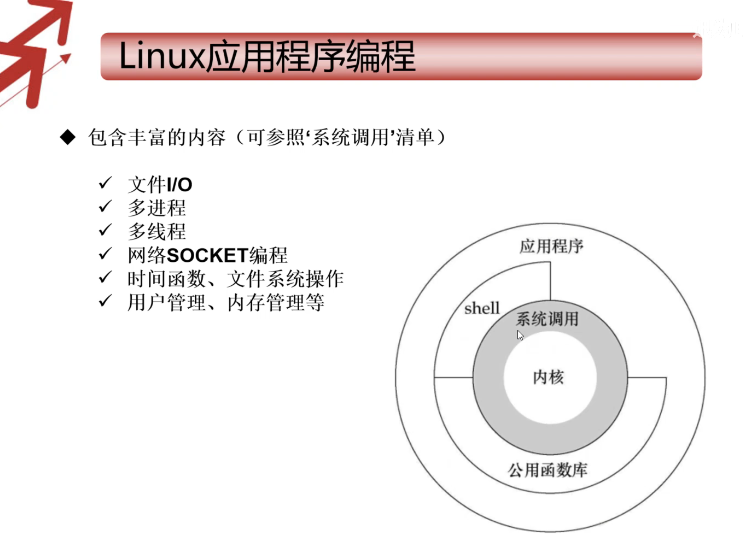 Linux应用程序编程
包含丰富的内容（可参照‘系统调用’清单）
文件I/O
多进程
多线程
网络SOCKET编程
时间函数、文件系统操作
用户管理、内存管理等
应用程序
shell
系统调用
内核
公用函数库